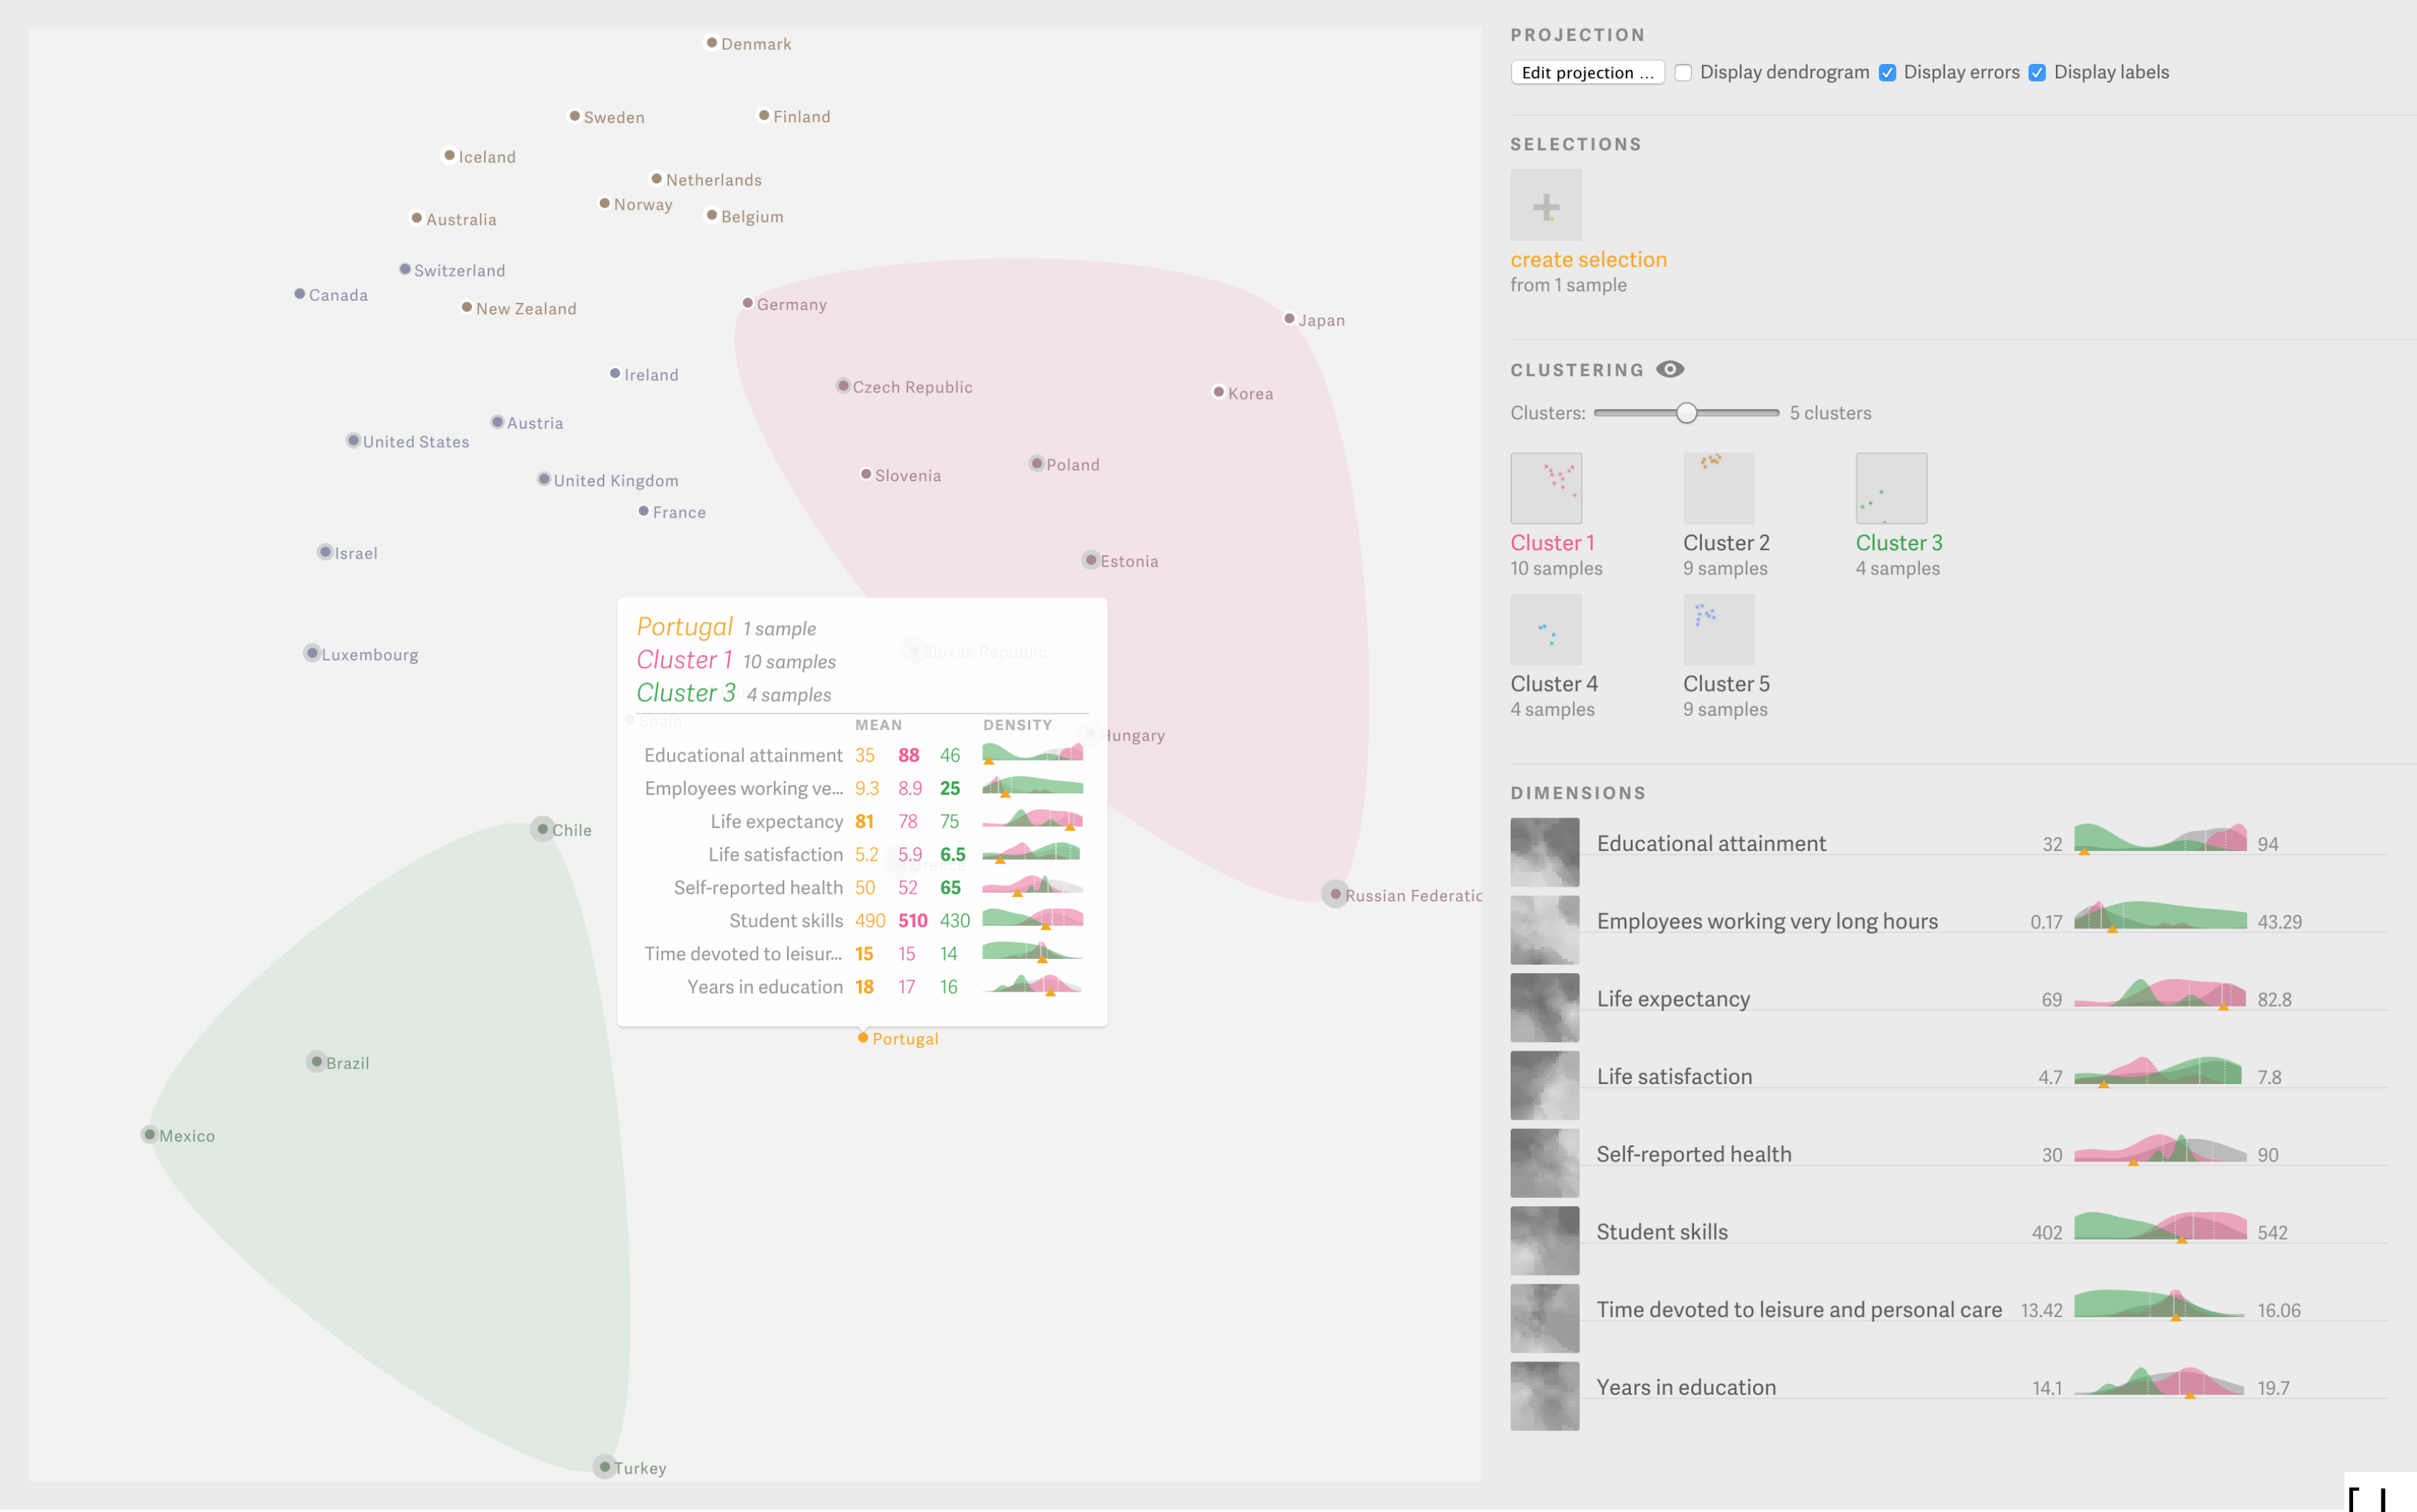 Denmark
Sweden
Finland
Iceland
Netherlands
Norway
Belgium
Australia
Switzerland
Canada
New Zealand
Germany
Japan
Ireland
Czech Republic
Korea
Austria
United States
Slovenia
Poland
United Kingdom
France
Israel
Estonia
Luxembourg
Slovak Republic
Spain
Hungary
Portugal 1 sample
Cluster 1 10 samples
Cluster 3 4 samples
MEAN DENSITY
Educational attainment 35 88 46
Employees working ve... 9.3 8.9 25
Life expectancy 81 78 75
Life satisfaction 5.2 5.9 6.5
Self-reported health 50 52 65
Student skills 490 510 430
Time devoted to leisur... 15 15 14
Years in education 18 17 16
Chile
Russian Federatio
Portugal
Brazil
Mexico
Turkey
PROJECTION
Edit projection ... Display dendrogram Display errors Display labels
SELECTIONS
create selection
from 1 sample
CLUSTERING
Clusters: 5 clusters
Cluster 1 Cluster 2 Cluster 3
10 samples 9 samples 4 samples
Cluster 4 Cluster 5
4 samples 9 samples
DIMENSIONS
Educational attainment 32 94
Employees working very long hours 0.17 43.29
Life expectancy 69 82.8
Life satisfaction 4.7 7.8
Self-reported health 30 90
Student skills 402 542
Time devoted to leisure and personal care 13.42 16.06
Years in education 14.1 19.7